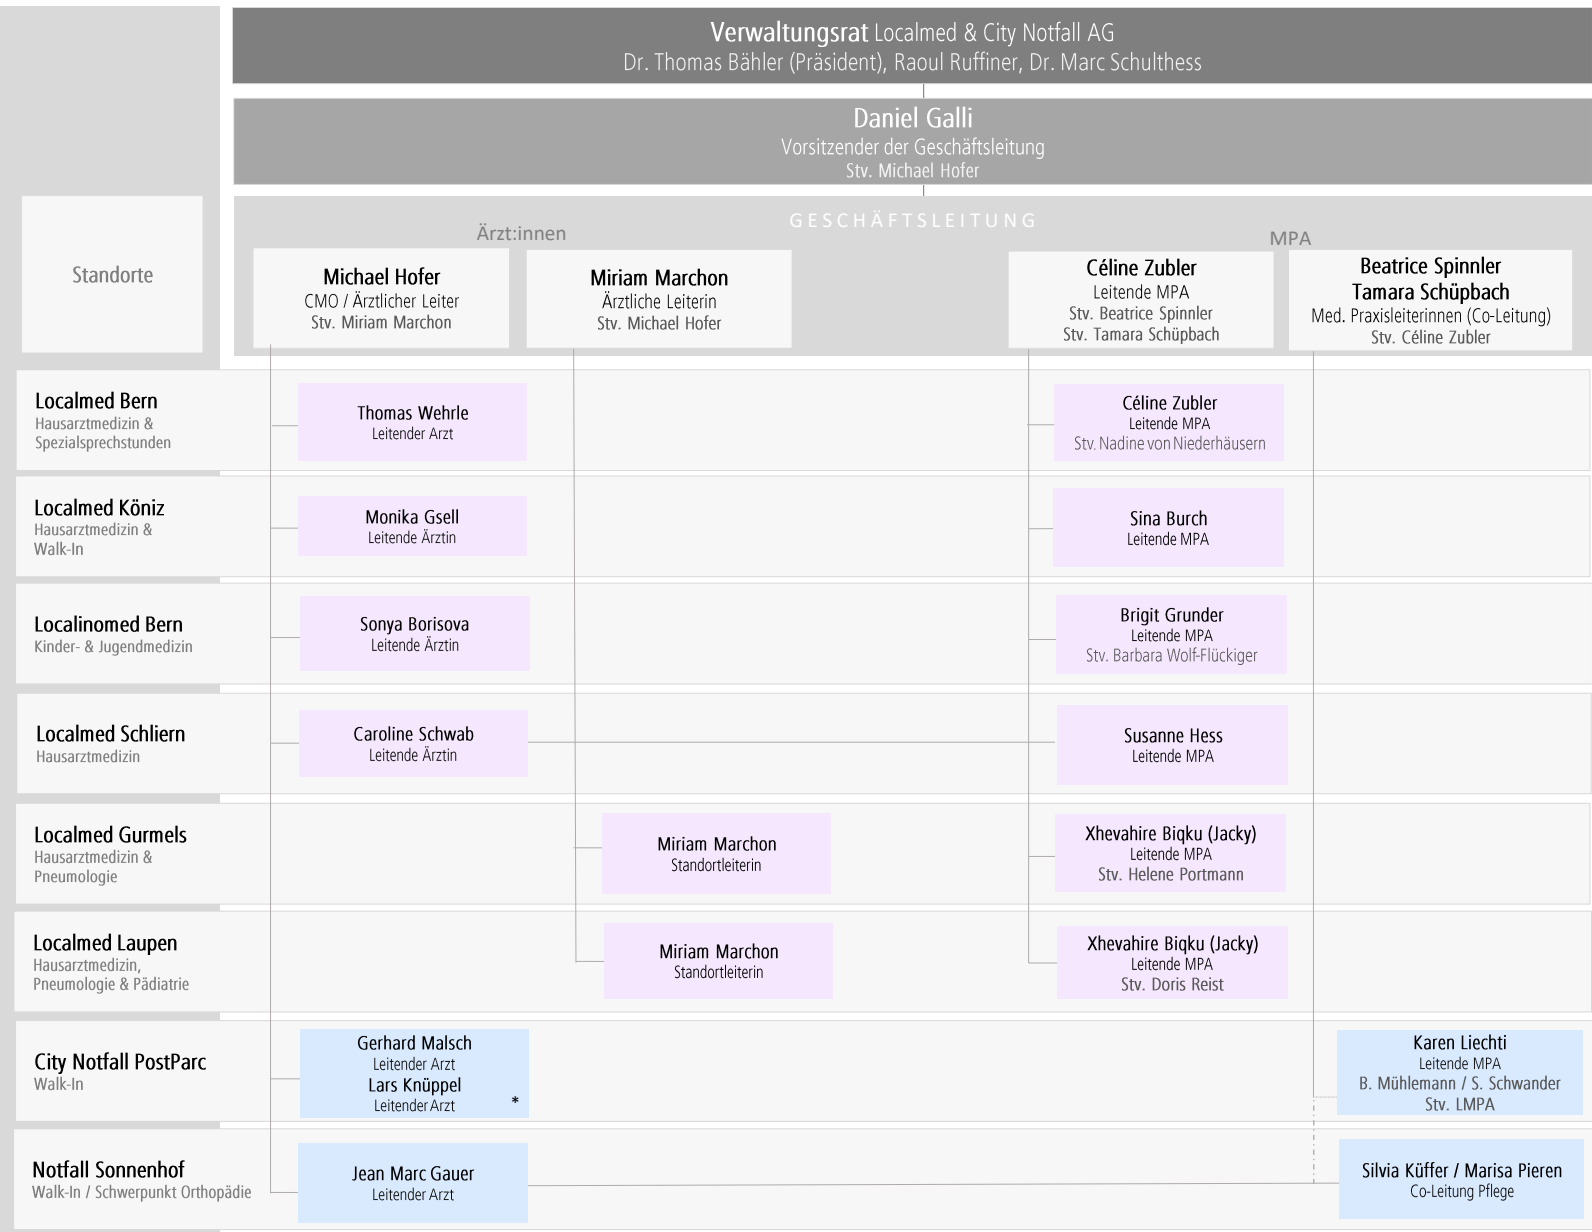 Verwaltungsrat Localmed & City Notfall AG
Dr. Thomas Bähler (Präsident), Raoul Ruffiner, Dr. Marc Schulthess
Daniel Galli
Vorsitzender der Geschäftsleitung
Stv. Michael Hofer
GESCHÄFTSLEITUNG
Ärzt:innen
MPA
Standorte
Michael Hofer
CMO / Ärztlicher Leiter
Stv. Miriam Marchon
Miriam Marchon
Ärztliche Leiterin
Stv. Michael Hofer
Céline Zubler
Leitende MPA
Stv. Beatrice Spinnler
Stv. Tamara Schüpbach
Beatrice Spinnler
Tamara Schüpbach
Med. Praxisleiterinnen (Co-Leitung)
Stv. Céline Zubler
Localmed Bern
Hausarztmedizin &
Spezialsprechstunden
Thomas Wehrle
Leitender Arzt
Céline Zubler
Leitende MPA
Stv. Nadine von Niederhäusern
Localmed Köniz
Hausarztmedizin &
Walk-In
Monika Gsell
Leitende Ärztin
Sina Burch
Leitende MPA
Localinomed Bern
Kinder- & Jugendmedizin
Sonya Borisova
Leitende Ärztin
Brigit Grunder
Leitende MPA
Stv. Barbara Wolf-Flückiger
Localmed Schliern
Hausarztmedizin
Caroline Schwab
Leitende Ärztin
Susanne Hess
Leitende MPA
Localmed Gurmels
Hausarztmedizin &
Pneumologie
Miriam Marchon
Standortleiterin
Xhevahire Biqku (Jacky)
Leitende MPA
Stv. Helene Portmann
Localmed Laupen
Hausarztmedizin,
Pneumologie & Pädiatrie
Miriam Marchon
Standortleiterin
Xhevahire Biqku (Jacky)
Leitende MPA
Stv. Doris Reist
City Notfall PostParc
Walk-In
Gerhard Malsch
Leitender Arzt
Lars Knüppel
Leitender Arzt *
Karen Liechti
Leitende MPA
B. Mühlemann / S. Schwander
Stv. LMPA
Notfall Sonnenhof
Walk-In / Schwerpunkt Orthopädie
Jean Marc Gauer
Leitender Arzt
Silvia Küffer / Marisa Pieren
Co-Leitung Pflege